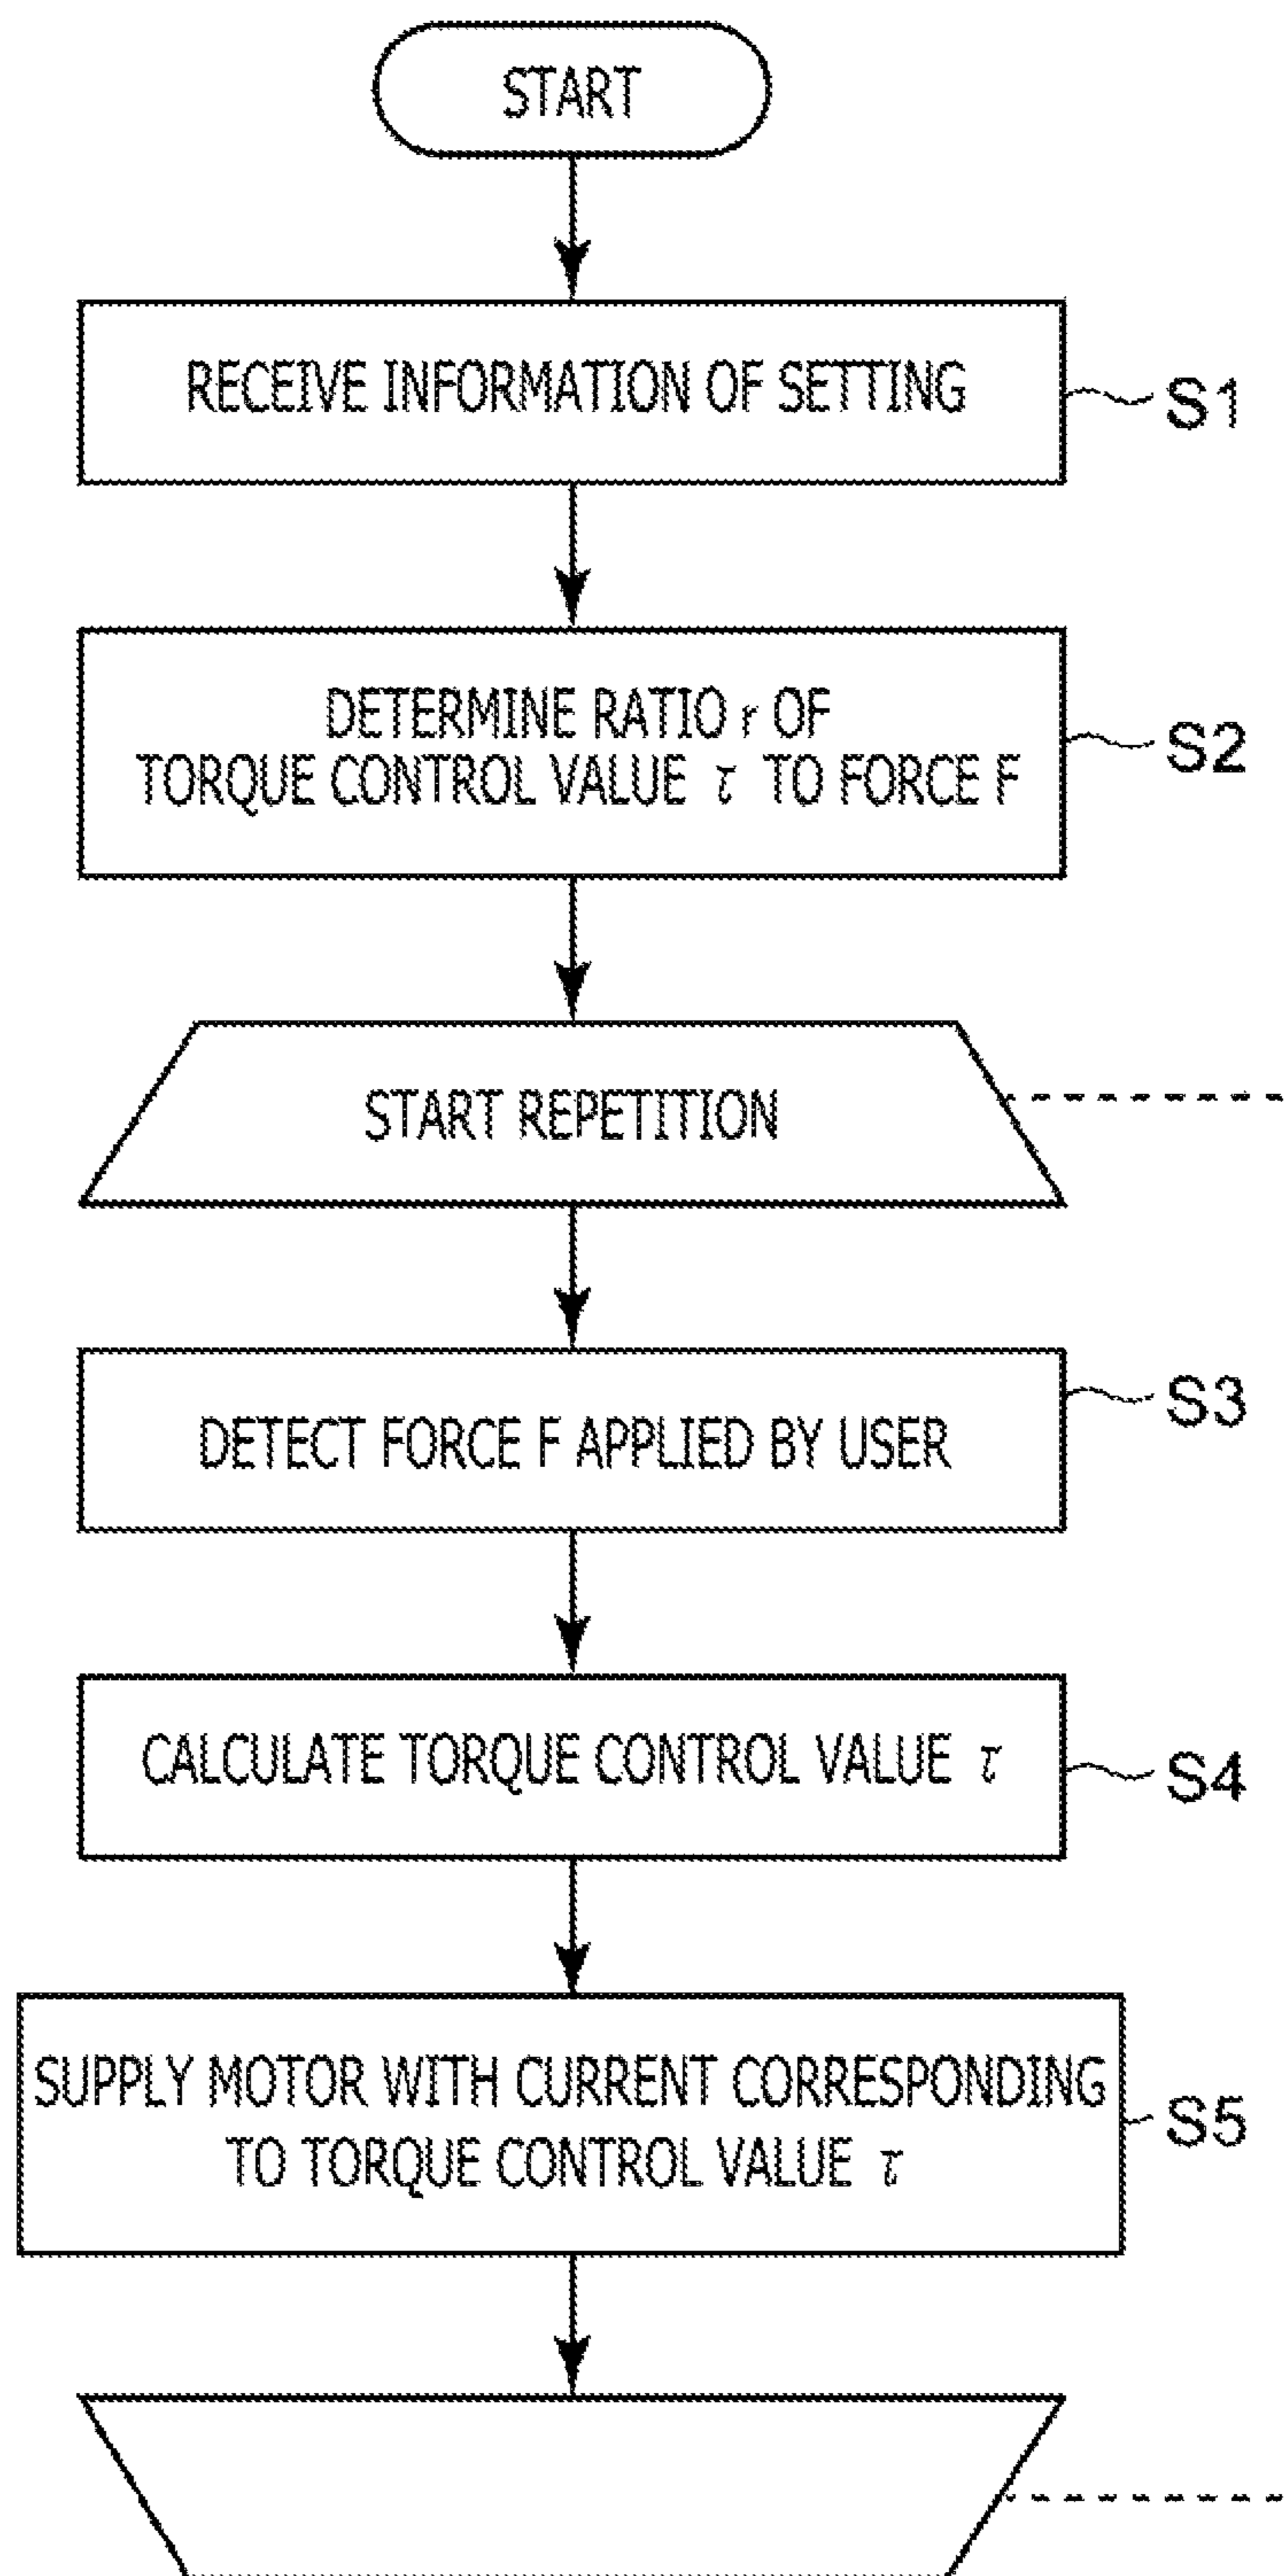 START
RECEIVE INFORMATION OF SETTING
S1
DETERMINE RATIO r OF
TORQUE CONTROL VALUE τ TO FORCE F
S2
START REPETITION
DETECT FORCE F APPLIED BY USER
S3
CALCULATE TORQUE CONTROL VALUE τ
S4
SUPPLY MOTOR WITH CURRENT CORRESPONDING
TO TORQUE CONTROL VALUE τ
S5